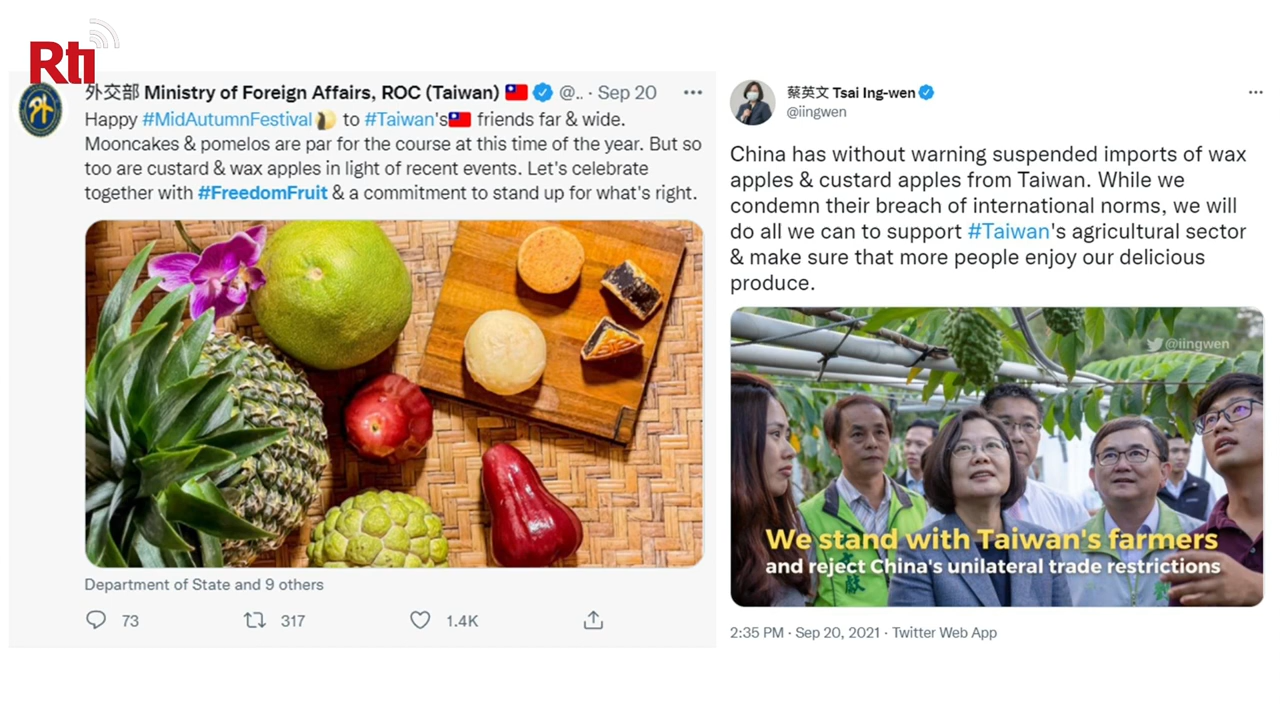 Rti
外交部 Ministry of Foreign Affairs, ROC (Taiwan) 🇹🇼 @.. · Sep 20 ···
Happy #MidAutumnFestival🥮 to #Taiwan's🇹🇼 friends far & wide.
Mooncakes & pomelos are par for the course at this time of the year. But so
too are custard & wax apples in light of recent events. Let's celebrate
together with #FreedomFruit & a commitment to stand up for what's right.
Department of State and 9 others
73 317 1.4K
蔡英文 Tsai Ing-wen
@iingwen
China has without warning suspended imports of wax
apples & custard apples from Taiwan. While we
condemn their breach of international norms, we will
do all we can to support #Taiwan's agricultural sector
& make sure that more people enjoy our delicious
produce.
@iingwen
We stand with Taiwan's farmers
and reject China's unilateral trade restrictions
2:35 PM · Sep 20, 2021 · Twitter Web App